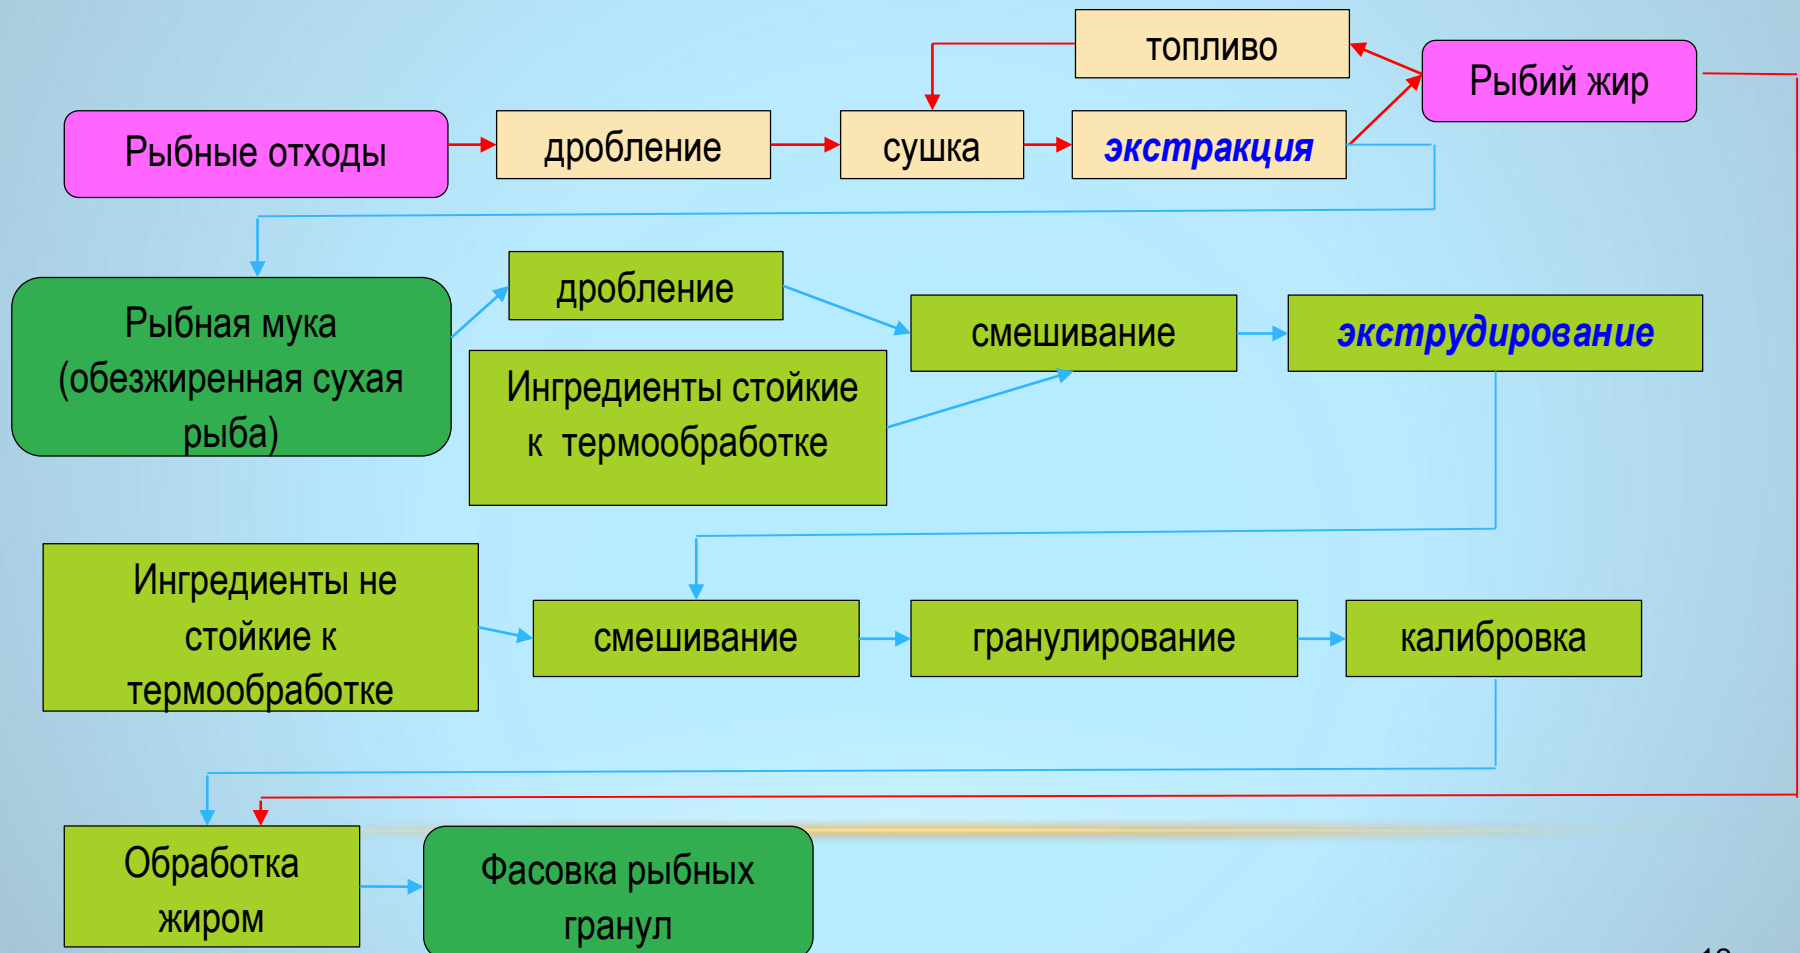 топливо
Рыбий жир
Рыбные отходы
дробление
сушка
экстракция
Рыбная мука
(обезжиренная сухая
рыба)
дробление
смешивание
экструдирование
Ингредиенты стойкие
к термообработке
Ингредиенты не
стойкие к
термообработке
смешивание
гранулирование
калибровка
Обработка
жиром
Фасовка рыбных
гранул